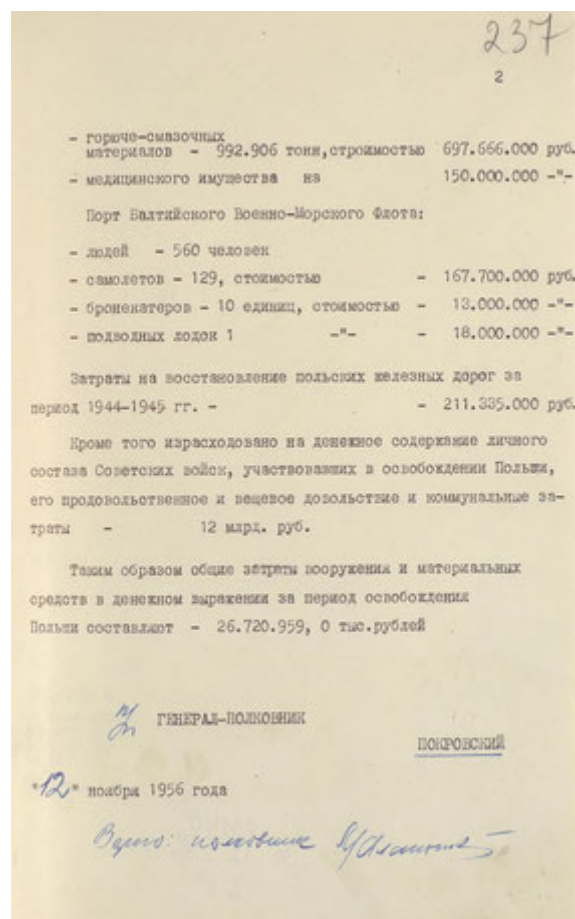 237
2
- горюче-смазочных
материалов - 992.906 тонн,строимостью 697.666.000 руб.
- медицинского имущества на 150.000.000 -"-
Порт Балтийского Военно-Морского Флота:
- людей - 560 человек
- самолетов - 129, стоимостью - 167.700.000 руб.
- бронекатеров - 10 единиц, стоимостью - 13.000.000 -"-
- подводных лодок 1 -"- - 18.000.000 -"-
Затраты на восстановление польских железных дорог за
период 1944-1945 гг. - - 211.335.000 руб.
Кроме того израсходовано на денежное содержание личного
состава Советских войск, участвовавших в освобождении Польши,
его продовольственное и вещевое довольствие и коммунальные за-
траты - 12 млрд. руб.
Таким образом общие затраты вооружения и материальных
средств в денежном выражении за период освобождения
Польши составляют - 26.720.959, 0 тыс.рублей
ГЕНЕРАЛ-ПОЛКОВНИК
ПОКРОВСКИЙ
"12" ноября 1956 года
Верно: полковник